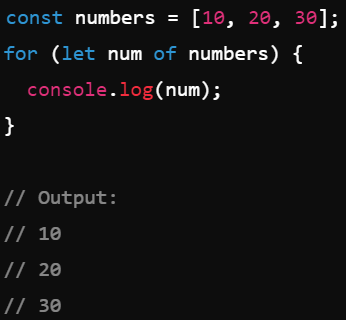 const numbers = [10, 20, 30];
for (let num of numbers) {
  console.log(num);
}

// Output:
// 10
// 20
// 30